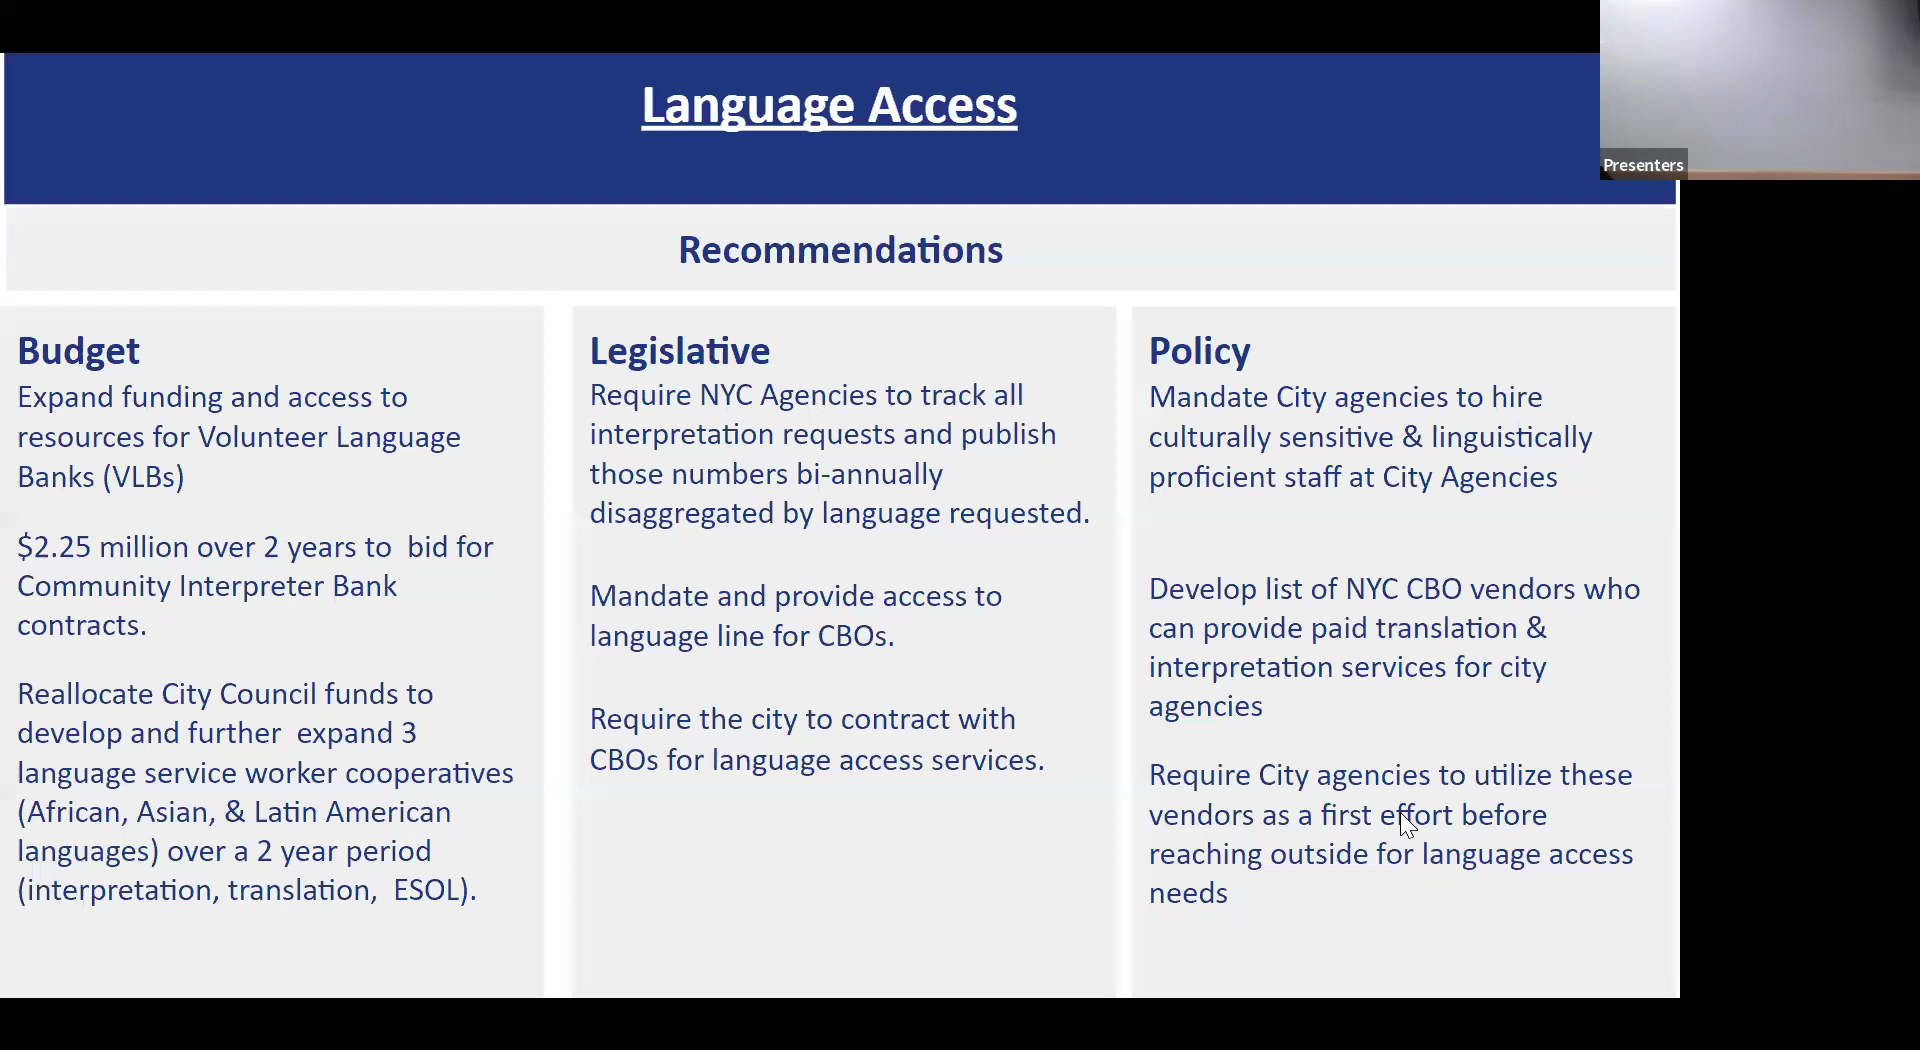 Language Access
Presenters
Recommendations
Budget
Expand funding and access to
resources for Volunteer Language
Banks (VLBs)
$2.25 million over 2 years to  bid for
Community Interpreter Bank
contracts.
Reallocate City Council funds to
develop and further  expand 3
language service worker cooperatives
(African, Asian, & Latin American
languages) over a 2 year period
(interpretation, translation,  ESOL).
Legislative
Require NYC Agencies to track all
interpretation requests and publish
those numbers bi-annually
disaggregated by language requested.
Mandate and provide access to
language line for CBOs.
Require the city to contract with
CBOs for language access services.
Policy
Mandate City agencies to hire
culturally sensitive & linguistically
proficient staff at City Agencies
Develop list of NYC CBO vendors who
can provide paid translation &
interpretation services for city
agencies
Require City agencies to utilize these
vendors as a first effort before
reaching outside for language access
needs